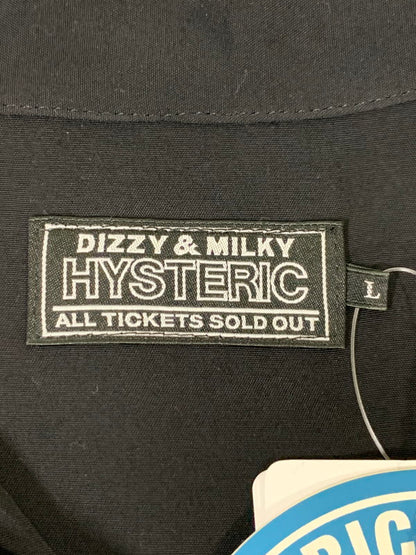 DIZZY & MILKY
HYSTERIC
ALL TICKETS SOLD OUT
L